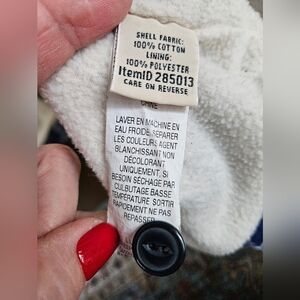 SHELL FABRIC:
100% COTTON
LINING:
100% POLYESTER
ItemID 285013
CARE ON REVERSE
LAVER EN MACHINE EN
EAU FROIDE, SEPARER
LES COULEURS AGENT
BLANCHISSANT NON
DÉCOLORANT
UNIQUEMENT, SI
BESOIN SÉCHAGE PAR
CULBUTAGE BASSE
TEMPÉRATURE SORTIR
RAPIDEMENT NE PAS
REPASSER